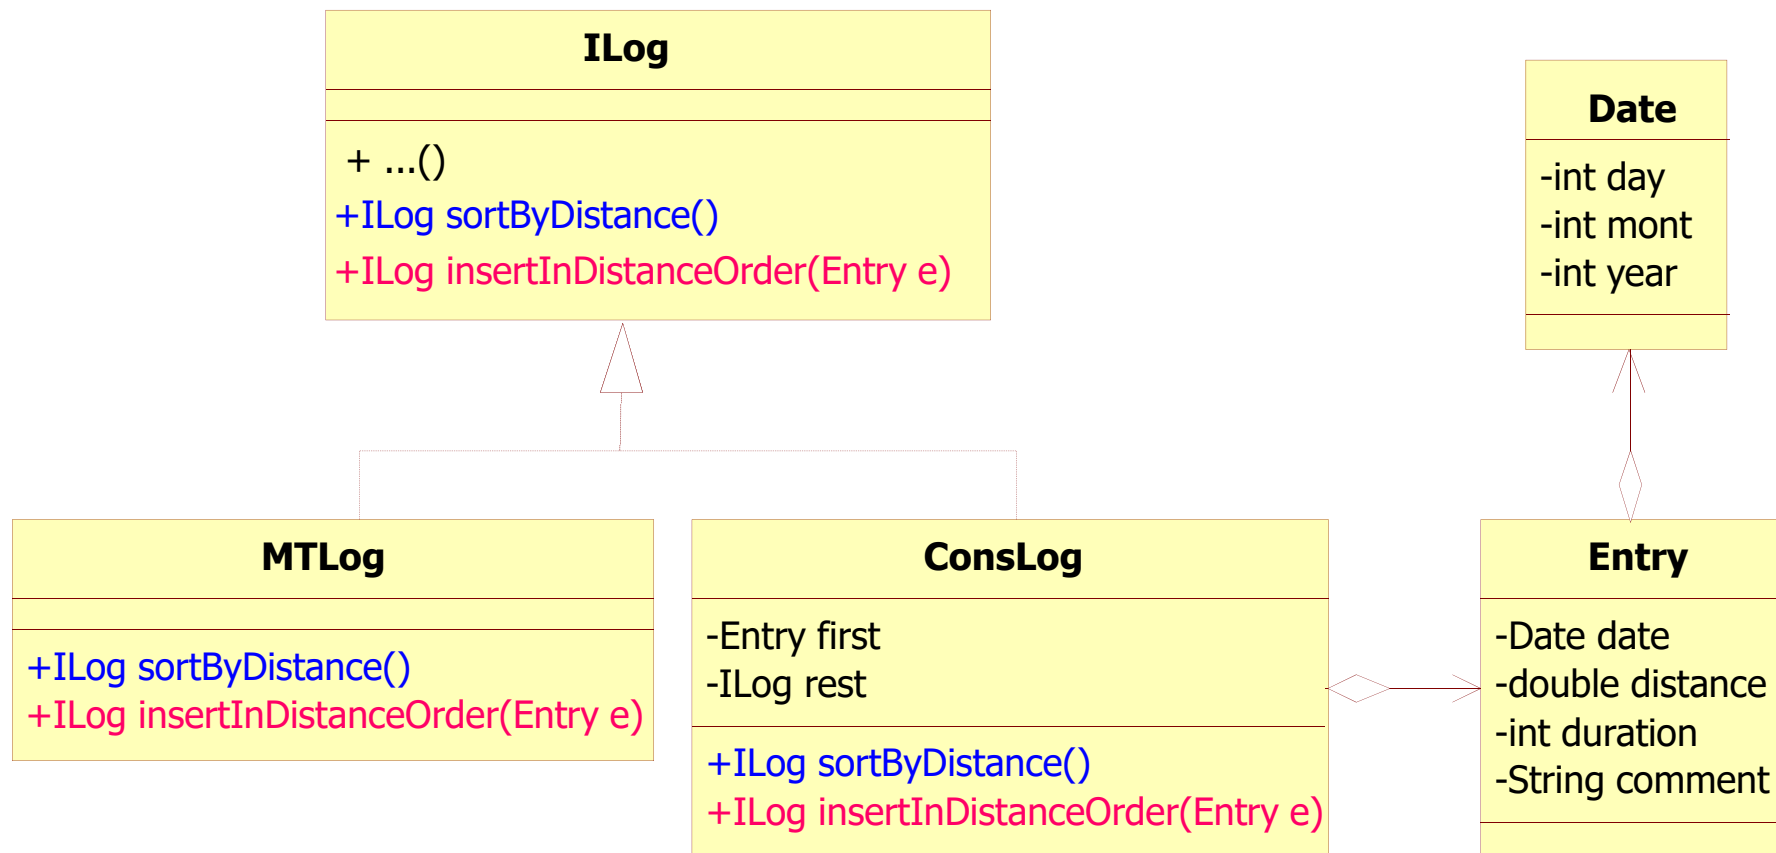 ILog
+ ...()
+ILog sortByDistance()
+ILog insertInDistanceOrder(Entry e)
Date
-int day
-int mont
-int year
MTLog
+ILog sortByDistance()
+ILog insertInDistanceOrder(Entry e)
ConsLog
-Entry first
-ILog rest
+ILog sortByDistance()
+ILog insertInDistanceOrder(Entry e)
Entry
-Date date
-double distance
-int duration
-String comment